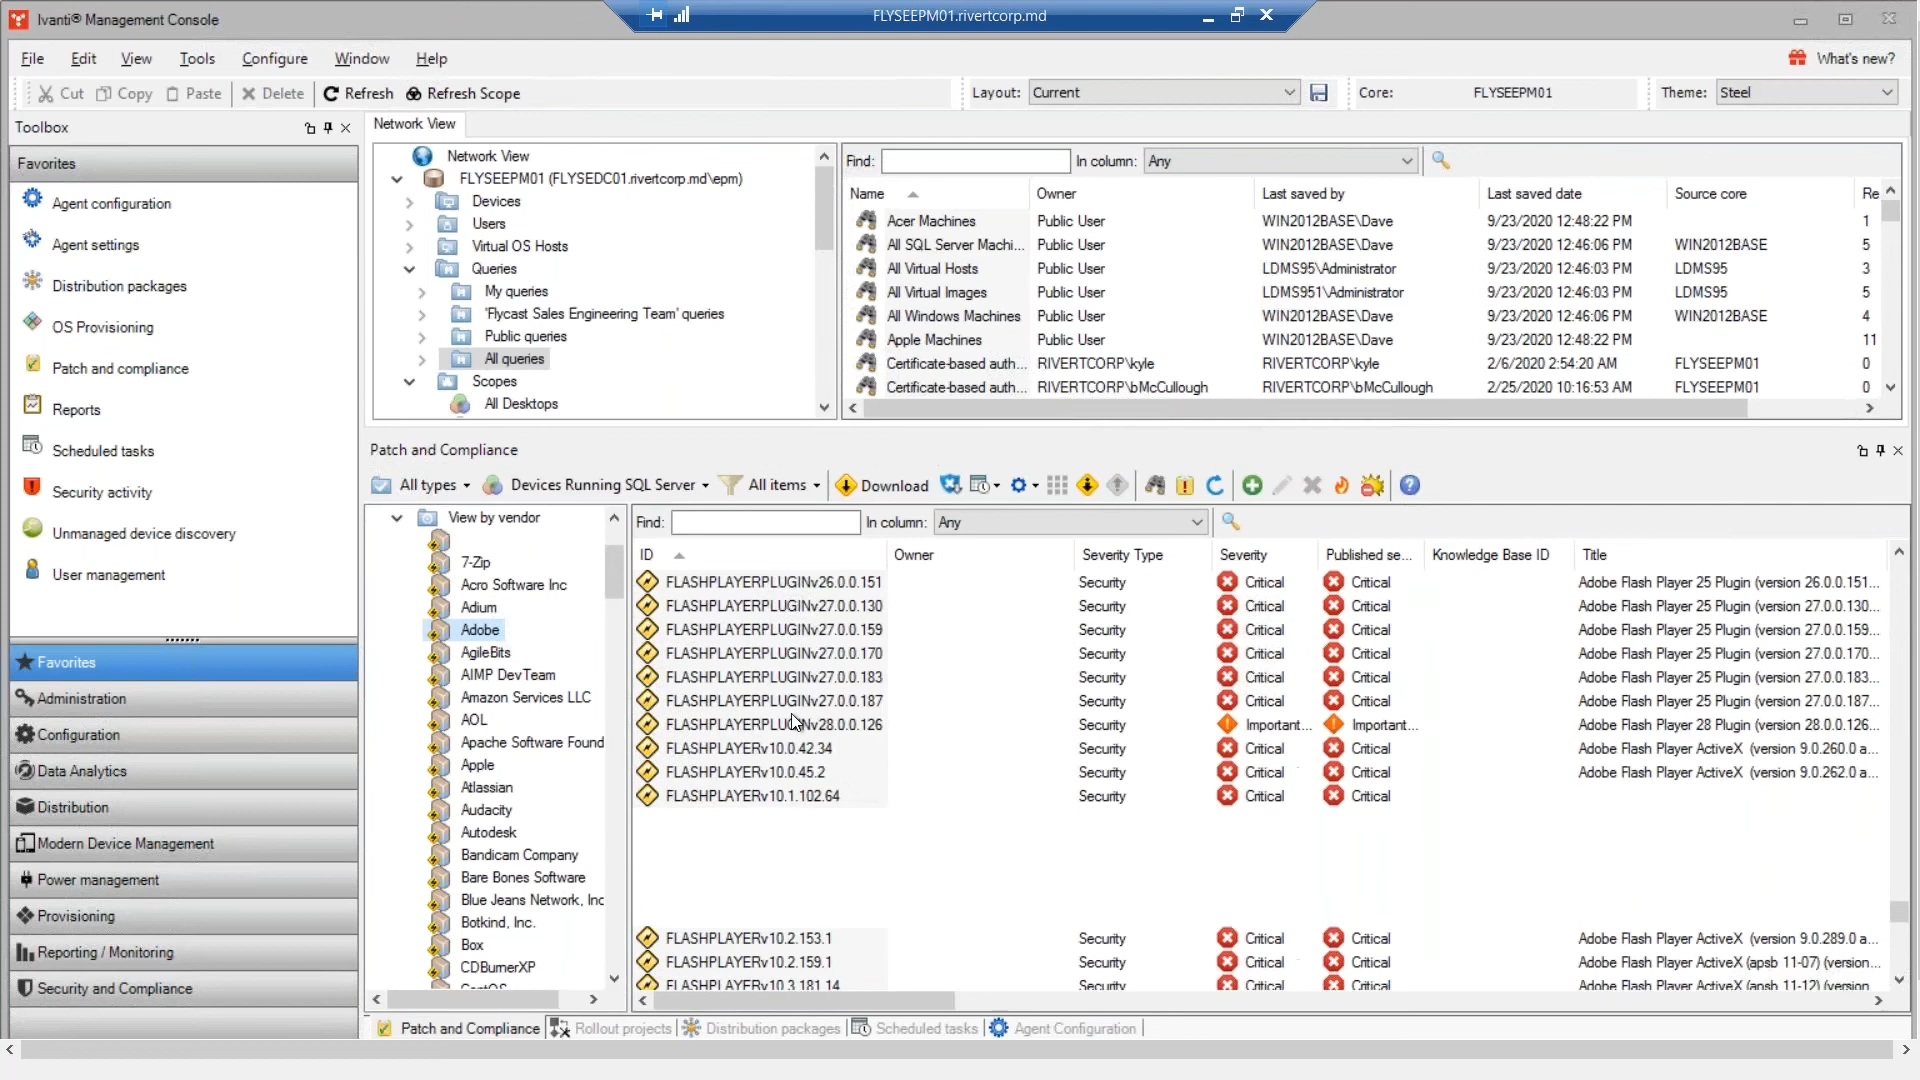 Ivanti® Management Console
FLYSEEPM01.rivertcorp.md
File Edit View Tools Configure Window Help
What's new?
Cut Copy Paste Delete Refresh Refresh Scope
Layout: Current
Core: FLYSEEPM01
Theme: Steel
Toolbox
Favorites
Agent configuration
Agent settings
Distribution packages
OS Provisioning
Patch and compliance
Reports
Scheduled tasks
Security activity
Unmanaged device discovery
User management
Favorites
Administration
Configuration
Data Analytics
Distribution
Modern Device Management
Power management
Provisioning
Reporting / Monitoring
Security and Compliance
Network View
Network View
FLYSEEPM01 (FLYSEDC01.rivertcorp.md\epm)
Devices
Users
Virtual OS Hosts
Queries
My queries
'Flycast Sales Engineering Team' queries
Public queries
All queries
Scopes
All Desktops
Find: In column: Any
Name Owner Last saved by Last saved date Source core Re
Acer Machines Public User WIN2012BASE\Dave 9/23/2020 12:48:22 PM 1
All SQL Server Machi... Public User WIN2012BASE\Dave 9/23/2020 12:46:06 PM WIN2012BASE 5
All Virtual Hosts Public User LDMS95\Administrator 9/23/2020 12:46:03 PM LDMS95 3
All Virtual Images Public User LDMS951\Administrator 9/23/2020 12:46:03 PM LDMS95 5
All Windows Machines Public User WIN2012BASE\Dave 9/23/2020 12:46:06 PM WIN2012BASE 4
Apple Machines Public User WIN2012BASE\Dave 9/23/2020 12:48:22 PM 11
Certificate-based auth... RIVERTCORP\kyle RIVERTCORP\kyle 2/6/2020 2:54:20 AM FLYSEEPM01 0
Certificate-based auth... RIVERTCORP\bMcCullough RIVERTCORP\bMcCullough 2/25/2020 10:16:53 AM FLYSEEPM01 0
Patch and Compliance
All types Devices Running SQL Server All items Download
View by vendor
7-Zip
Acro Software Inc
Adium
Adobe
AgileBits
AIMP DevTeam
Amazon Services LLC
AOL
Apache Software Found
Apple
Atlassian
Audacity
Autodesk
Bandicam Company
Bare Bones Software
Blue Jeans Network, Inc
Botkind, Inc.
Box
CDBurnerXP
CentOS
Find: In column: Any
ID Owner Severity Type Severity Published se... Knowledge Base ID Title
FLASHPLAYERPLUGINv26.0.0.151 Security Critical Critical Adobe Flash Player 25 Plugin (version 26.0.0.151...
FLASHPLAYERPLUGINv27.0.0.130 Security Critical Critical Adobe Flash Player 25 Plugin (version 27.0.0.130...
FLASHPLAYERPLUGINv27.0.0.159 Security Critical Critical Adobe Flash Player 25 Plugin (version 27.0.0.159...
FLASHPLAYERPLUGINv27.0.0.170 Security Critical Critical Adobe Flash Player 25 Plugin (version 27.0.0.170...
FLASHPLAYERPLUGINv27.0.0.183 Security Critical Critical Adobe Flash Player 25 Plugin (version 27.0.0.183...
FLASHPLAYERPLUGINv27.0.0.187 Security Critical Critical Adobe Flash Player 25 Plugin (version 27.0.0.187...
FLASHPLAYERPLUGINv28.0.0.126 Security Important... Important... Adobe Flash Player 28 Plugin (version 28.0.0.126...
FLASHPLAYERv10.0.42.34 Security Critical Critical Adobe Flash Player ActiveX (version 9.0.260.0 a...
FLASHPLAYERv10.0.45.2 Security Critical Critical Adobe Flash Player ActiveX (version 9.0.262.0 a...
FLASHPLAYERv10.1.102.64 Security Critical Critical
FLASHPLAYERv10.2.153.1 Security Critical Critical Adobe Flash Player ActiveX (version 9.0.289.0 a...
FLASHPLAYERv10.2.159.1 Security Critical Critical Adobe Flash Player ActiveX (apsb 11-07) (version...
FLASHPLAYERv10.3.181.14 Security Critical Critical Adobe Flash Player ActiveX (apsb 11-12) (version
Patch and Compliance Rollout projects Distribution packages Scheduled tasks Agent Configuration